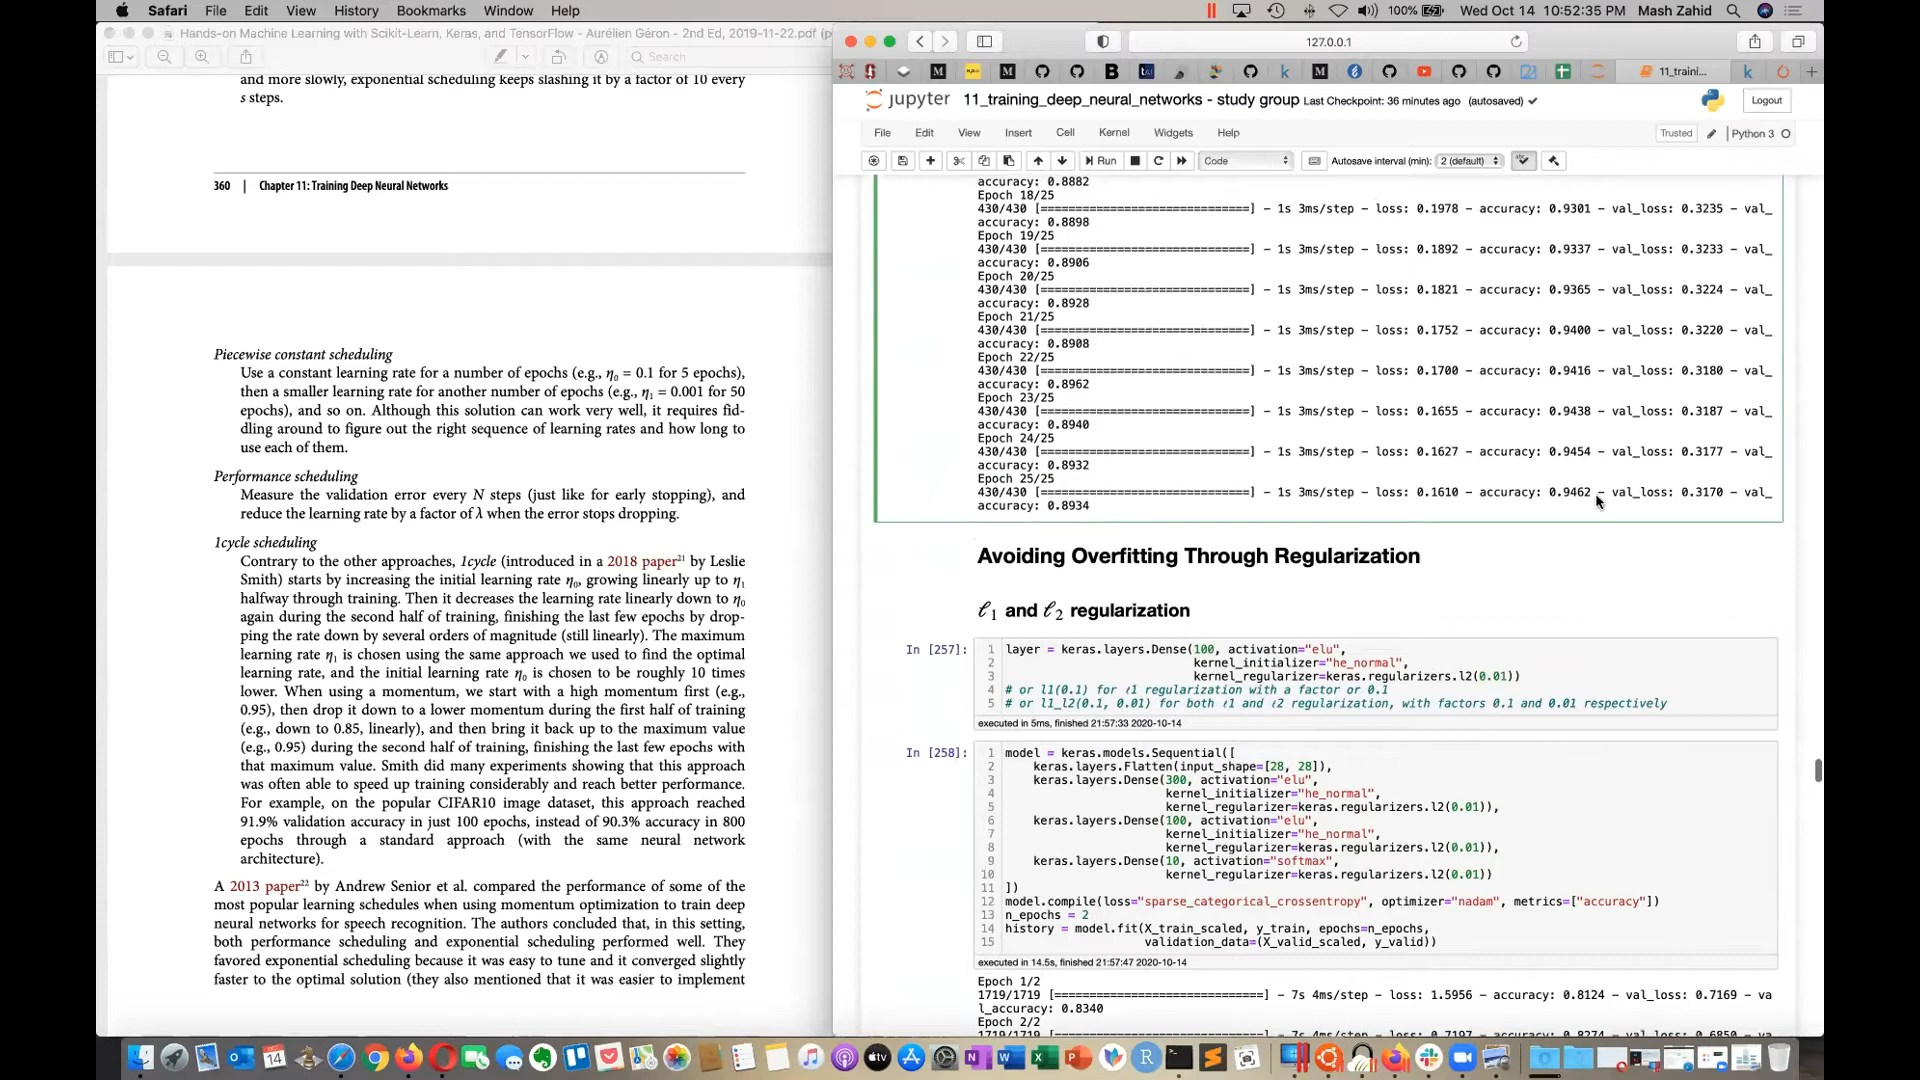 Safari File Edit View History Bookmarks Window Help 100% Wed Oct 14 10:52:35 PM Mash Zahid
Hands-on Machine Learning with Scikit-Learn, Keras, and TensorFlow - Aurélien Géron - 2nd Ed, 2019-11-22.pdf (p
Search
and more slowly, exponential scheduling keeps slashing it by a factor of 10 every
s steps.
360 | Chapter 11: Training Deep Neural Networks
Piecewise constant scheduling
Use a constant learning rate for a number of epochs (e.g., η0 = 0.1 for 5 epochs),
then a smaller learning rate for another number of epochs (e.g., η1 = 0.001 for 50
epochs), and so on. Although this solution can work very well, it requires fid-
dling around to figure out the right sequence of learning rates and how long to
use each of them.
Performance scheduling
Measure the validation error every N steps (just like for early stopping), and
reduce the learning rate by a factor of λ when the error stops dropping.
1cycle scheduling
Contrary to the other approaches, 1cycle (introduced in a 2018 paper21 by Leslie
Smith) starts by increasing the initial learning rate η0, growing linearly up to η1
halfway through training. Then it decreases the learning rate linearly down to η0
again during the second half of training, finishing the last few epochs by drop-
ping the rate down by several orders of magnitude (still linearly). The maximum
learning rate η1 is chosen using the same approach we used to find the optimal
learning rate, and the initial learning rate η0 is chosen to be roughly 10 times
lower. When using a momentum, we start with a high momentum first (e.g.,
0.95), then drop it down to a lower momentum during the first half of training
(e.g., down to 0.85, linearly), and then bring it back up to the maximum value
(e.g., 0.95) during the second half of training, finishing the last few epochs with
that maximum value. Smith did many experiments showing that this approach
was often able to speed up training considerably and reach better performance.
For example, on the popular CIFAR10 image dataset, this approach reached
91.9% validation accuracy in just 100 epochs, instead of 90.3% accuracy in 800
epochs through a standard approach (with the same neural network
architecture).
A 2013 paper22 by Andrew Senior et al. compared the performance of some of the
most popular learning schedules when using momentum optimization to train deep
neural networks for speech recognition. The authors concluded that, in this setting,
both performance scheduling and exponential scheduling performed well. They
favored exponential scheduling because it was easy to tune and it converged slightly
faster to the optimal solution (they also mentioned that it was easier to implement
127.0.0.1
11_traini...
jupyter 11_training_deep_neural_networks - study group Last Checkpoint: 36 minutes ago (autosaved) Logout
File Edit View Insert Cell Kernel Widgets Help Trusted Python 3
Run Code Autosave interval (min): 2 (default)
accuracy: 0.8882
Epoch 18/25
430/430 [==============================] - 1s 3ms/step - loss: 0.1978 - accuracy: 0.9301 - val_loss: 0.3235 - val_
accuracy: 0.8898
Epoch 19/25
430/430 [==============================] - 1s 3ms/step - loss: 0.1892 - accuracy: 0.9337 - val_loss: 0.3233 - val_
accuracy: 0.8906
Epoch 20/25
430/430 [==============================] - 1s 3ms/step - loss: 0.1821 - accuracy: 0.9365 - val_loss: 0.3224 - val_
accuracy: 0.8928
Epoch 21/25
430/430 [==============================] - 1s 3ms/step - loss: 0.1752 - accuracy: 0.9400 - val_loss: 0.3220 - val_
accuracy: 0.8908
Epoch 22/25
430/430 [==============================] - 1s 3ms/step - loss: 0.1700 - accuracy: 0.9416 - val_loss: 0.3180 - val_
accuracy: 0.8962
Epoch 23/25
430/430 [==============================] - 1s 3ms/step - loss: 0.1655 - accuracy: 0.9438 - val_loss: 0.3187 - val_
accuracy: 0.8940
Epoch 24/25
430/430 [==============================] - 1s 3ms/step - loss: 0.1627 - accuracy: 0.9454 - val_loss: 0.3177 - val_
accuracy: 0.8932
Epoch 25/25
430/430 [==============================] - 1s 3ms/step - loss: 0.1610 - accuracy: 0.9462 - val_loss: 0.3170 - val_
accuracy: 0.8934
Avoiding Overfitting Through Regularization
ℓ1 and ℓ2 regularization
In [257]: 1 layer = keras.layers.Dense(100, activation="elu",
2 kernel_initializer="he_normal",
3 kernel_regularizer=keras.regularizers.l2(0.01))
4 # or l1(0.1) for ℓ1 regularization with a factor or 0.1
5 # or l1_l2(0.1, 0.01) for both ℓ1 and ℓ2 regularization, with factors 0.1 and 0.01 respectively
executed in 5ms, finished 21:57:33 2020-10-14
In [258]: 1 model = keras.models.Sequential([
2 keras.layers.Flatten(input_shape=[28, 28]),
3 keras.layers.Dense(300, activation="elu",
4 kernel_initializer="he_normal",
5 kernel_regularizer=keras.regularizers.l2(0.01)),
6 keras.layers.Dense(100, activation="elu",
7 kernel_initializer="he_normal",
8 kernel_regularizer=keras.regularizers.l2(0.01)),
9 keras.layers.Dense(10, activation="softmax",
10 kernel_regularizer=keras.regularizers.l2(0.01))
11 ])
12 model.compile(loss="sparse_categorical_crossentropy", optimizer="nadam", metrics=["accuracy"])
13 n_epochs = 2
14 history = model.fit(X_train_scaled, y_train, epochs=n_epochs,
15 validation_data=(X_valid_scaled, y_valid))
executed in 14.5s, finished 21:57:47 2020-10-14
Epoch 1/2
1719/1719 [==============================] - 7s 4ms/step - loss: 1.5956 - accuracy: 0.8124 - val_loss: 0.7169 - va
l_accuracy: 0.8340
Epoch 2/2
1719/1719 [==============================] - 7s 4ms/step - loss: 0.7197 - accuracy: 0.8274 - val_loss: 0.6850 - va